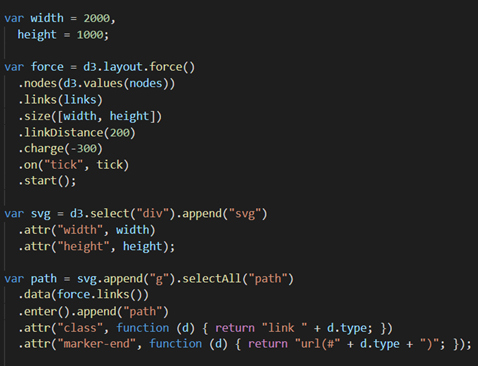 var width = 2000,
  height = 1000;

var force = d3.layout.force()
  .nodes(d3.values(nodes))
  .links(links)
  .size([width, height])
  .linkDistance(200)
  .charge(-300)
  .on("tick", tick)
  .start();

var svg = d3.select("div").append("svg")
  .attr("width", width)
  .attr("height", height);

var path = svg.append("g").selectAll("path")
  .data(force.links())
  .enter().append("path")
  .attr("class", function (d) { return "link " + d.type; })
  .attr("marker-end", function (d) { return "url(#" + d.type + ")"; });